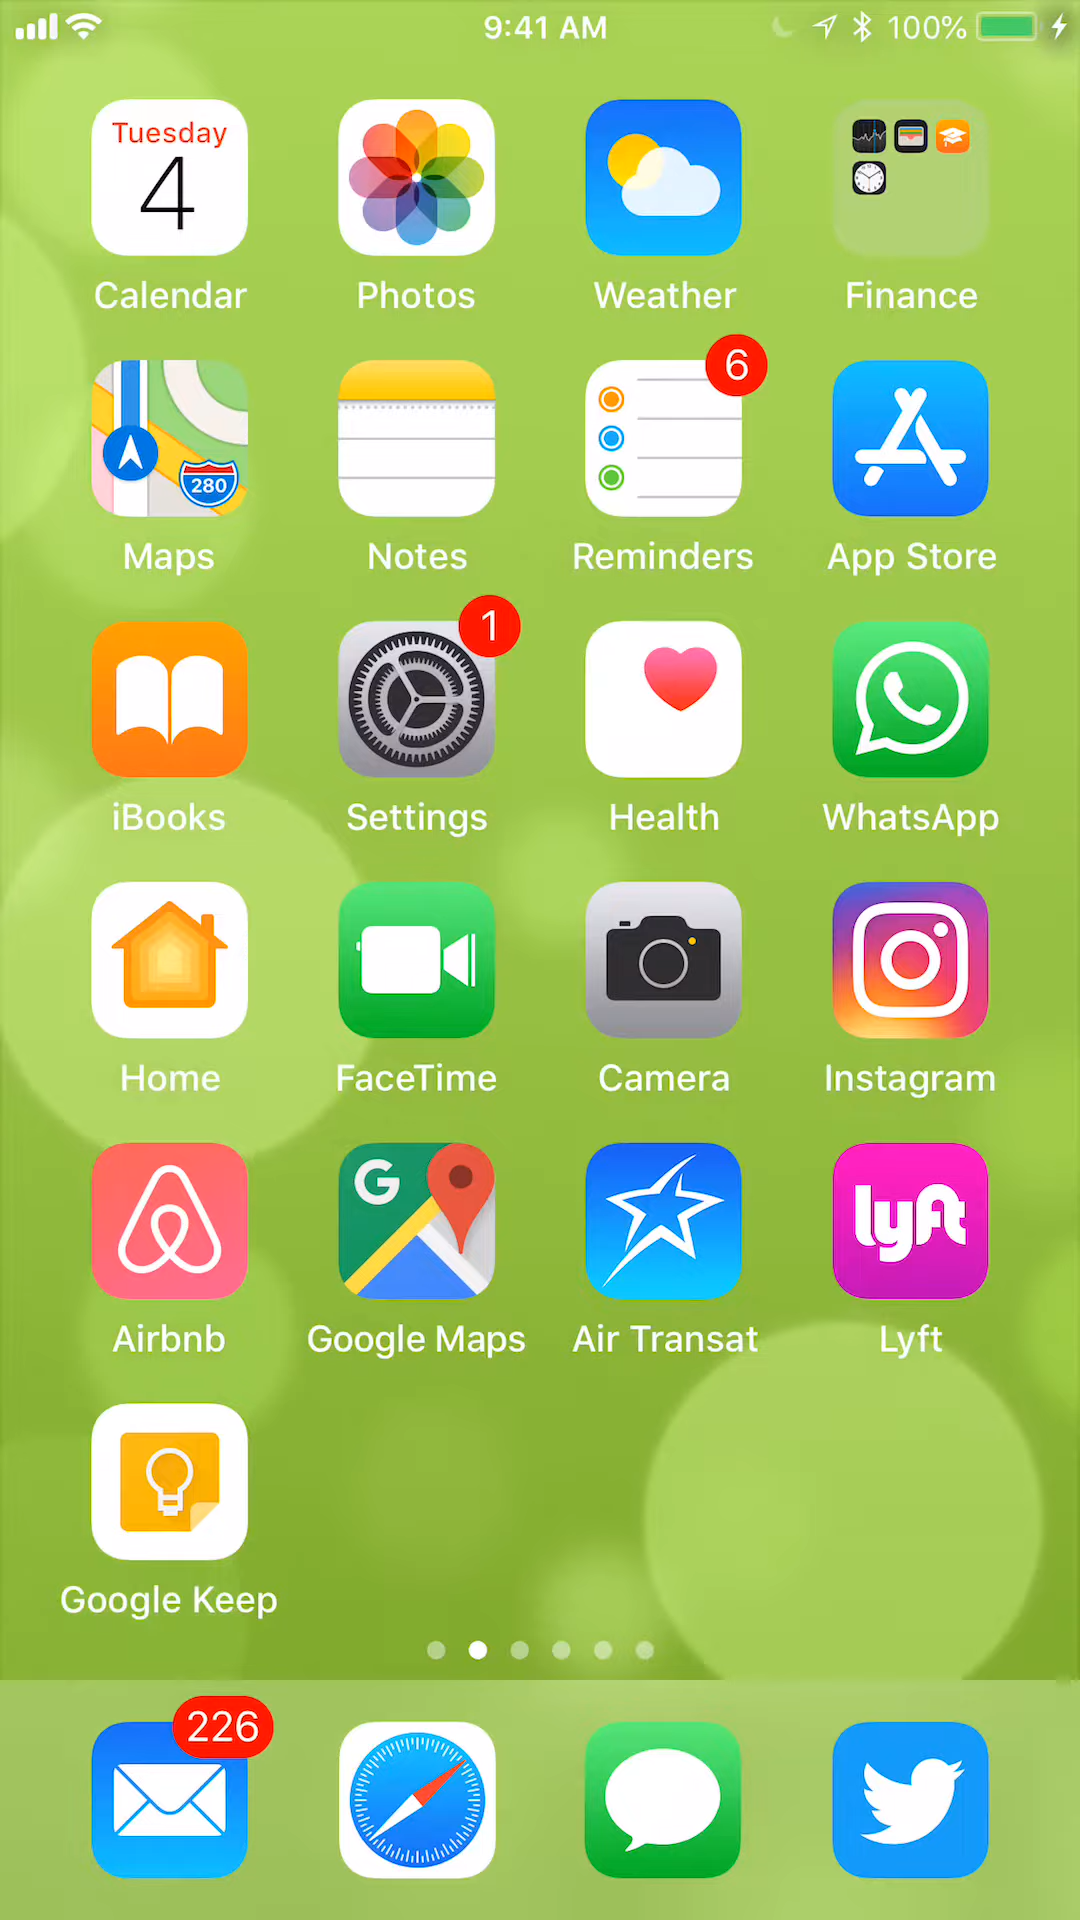 9:41 AM 100%
Tuesday
4
Calendar Photos Weather Finance
280
6
Maps Notes Reminders App Store
1
iBooks Settings Health WhatsApp
Home FaceTime Camera Instagram
G
lyft
Airbnb Google Maps Air Transat Lyft
Google Keep
226